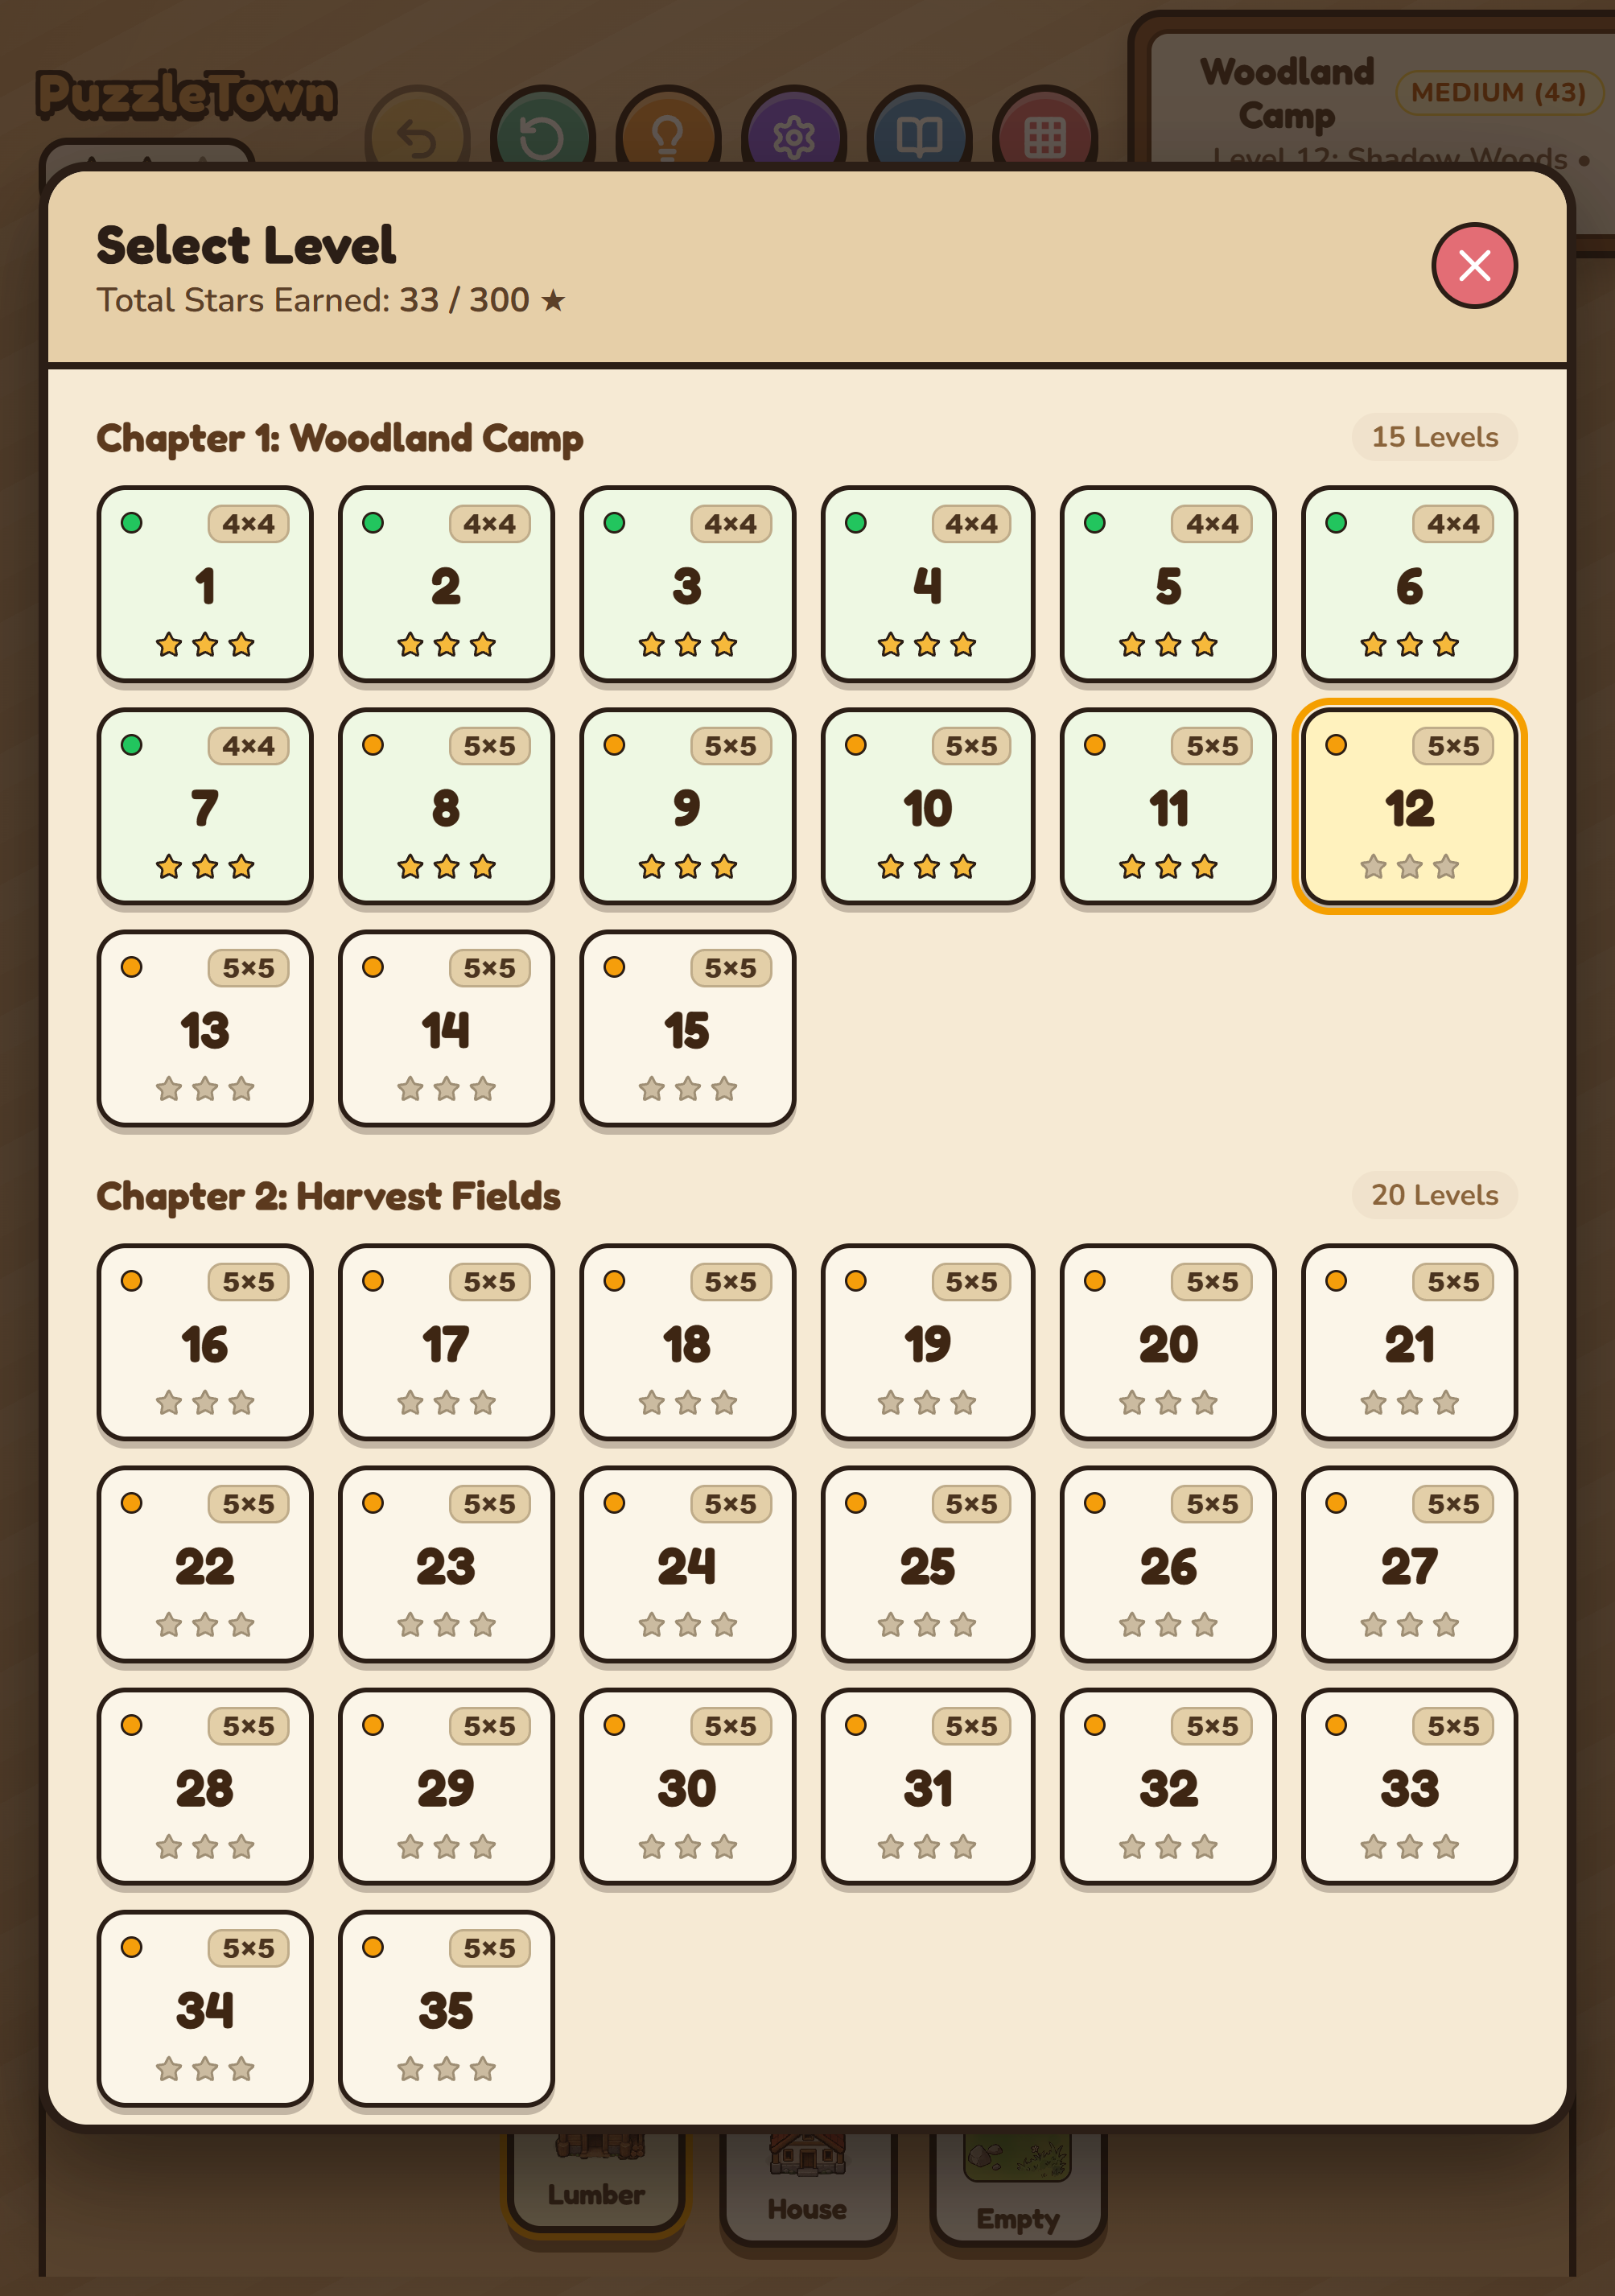 PuzzleTown
Woodland
Camp
MEDIUM (43)
Level 12: Shadow Woods •
Select Level
Total Stars Earned: 33 / 300 ★
Chapter 1: Woodland Camp
15 Levels
4×4 4×4 4×4 4×4 4×4 4×4
1 2 3 4 5 6
4×4 5×5 5×5 5×5 5×5 5×5
7 8 9 10 11 12
5×5 5×5 5×5
13 14 15
Chapter 2: Harvest Fields
20 Levels
5×5 5×5 5×5 5×5 5×5 5×5
16 17 18 19 20 21
5×5 5×5 5×5 5×5 5×5 5×5
22 23 24 25 26 27
5×5 5×5 5×5 5×5 5×5 5×5
28 29 30 31 32 33
5×5 5×5
34 35
Lumber
House
Empty